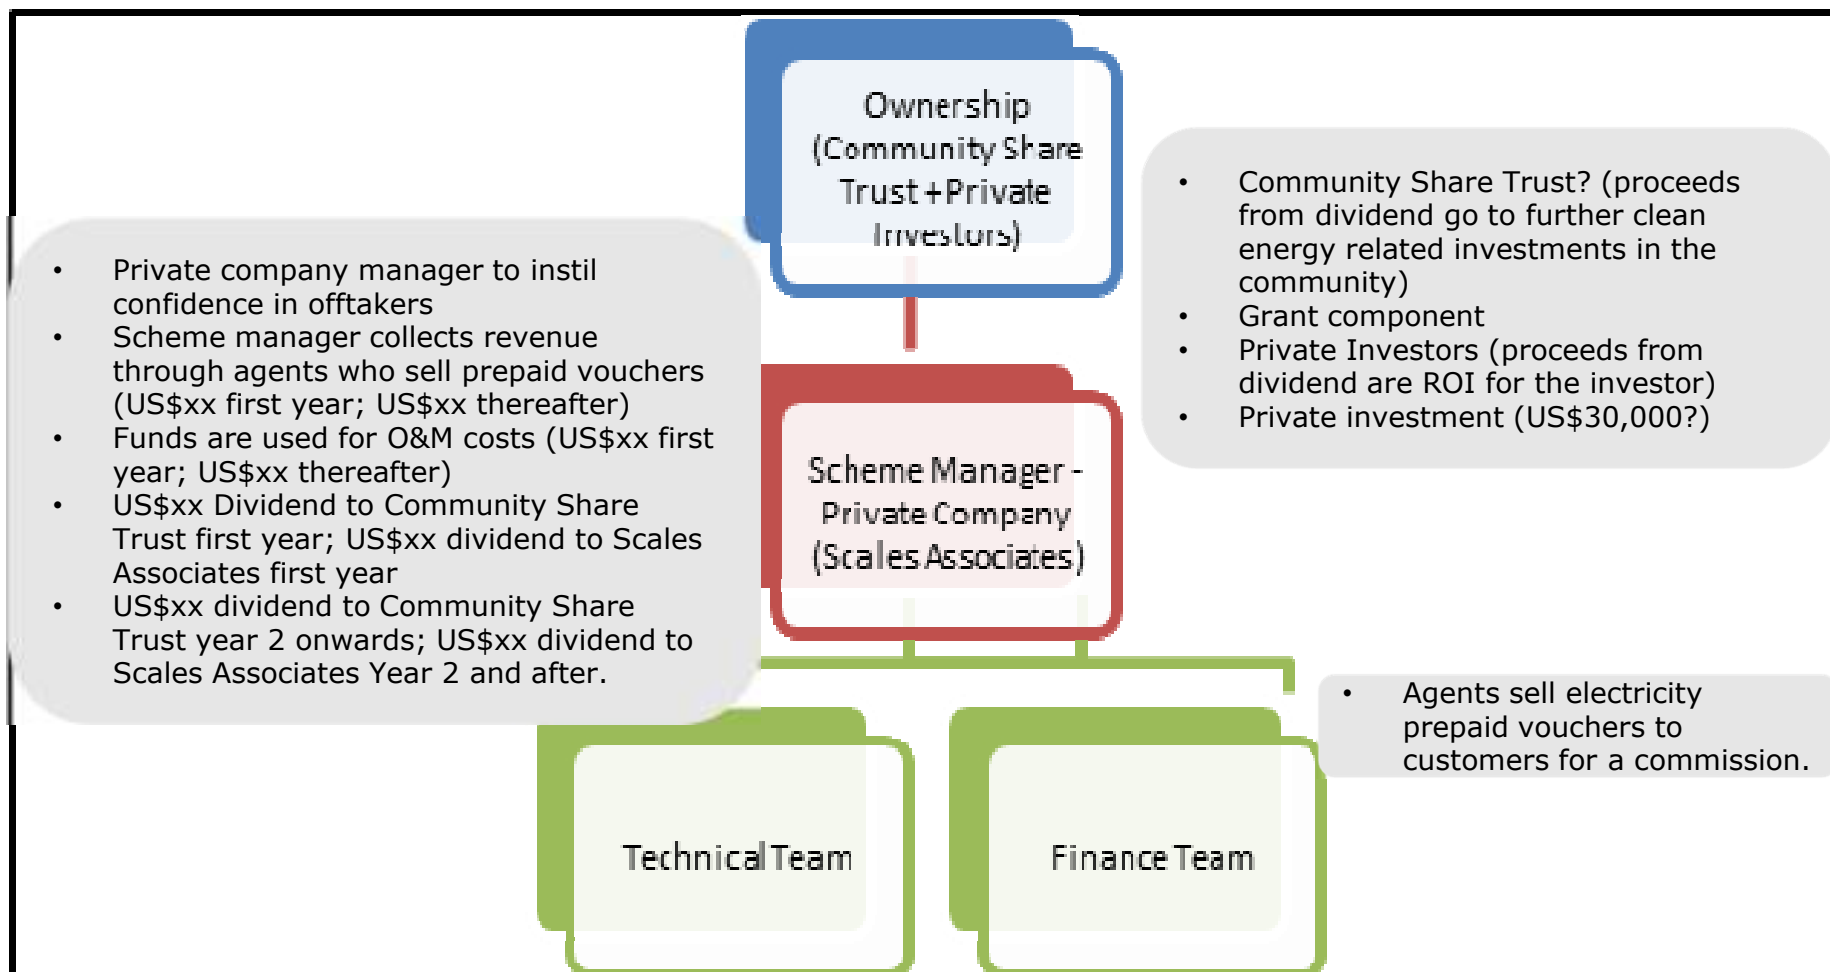 Ownership
(Community Share
Trust + Private
Investors)
• Community Share Trust? (proceeds
from dividend go to further clean
energy related investments in the
community)
• Grant component
• Private Investors (proceeds from
dividend are ROI for the investor)
• Private investment (US$30,000?)
• Private company manager to instil
confidence in offtakers
• Scheme manager collects revenue
through agents who sell prepaid vouchers
(US$xx first year; US$xx thereafter)
• Funds are used for O&M costs (US$xx first
year; US$xx thereafter)
• US$xx Dividend to Community Share
Trust first year; US$xx dividend to Scales
Associates first year
• US$xx dividend to Community Share
Trust year 2 onwards; US$xx dividend to
Scales Associates Year 2 and after.
Scheme Manager -
Private Company
(Scales Associates)
• Agents sell electricity
prepaid vouchers to
customers for a commission.
Technical Team
Finance Team